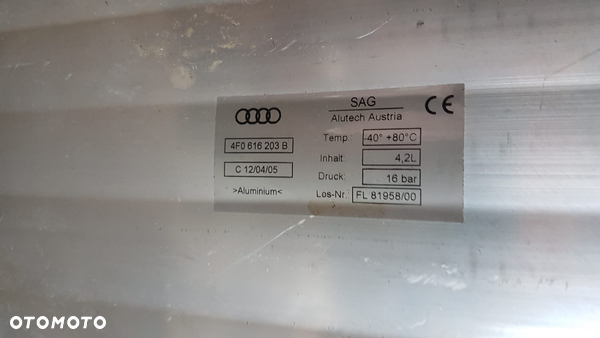 4F0 616 203 B
C 12/04/05
>Aluminium<
SAG
Alutech Austria
CE
Temp.: -40° +80°C
Inhalt: 4,2L
Druck: 16 bar
Los-Nr. FL 81958/00
OTOMOTO